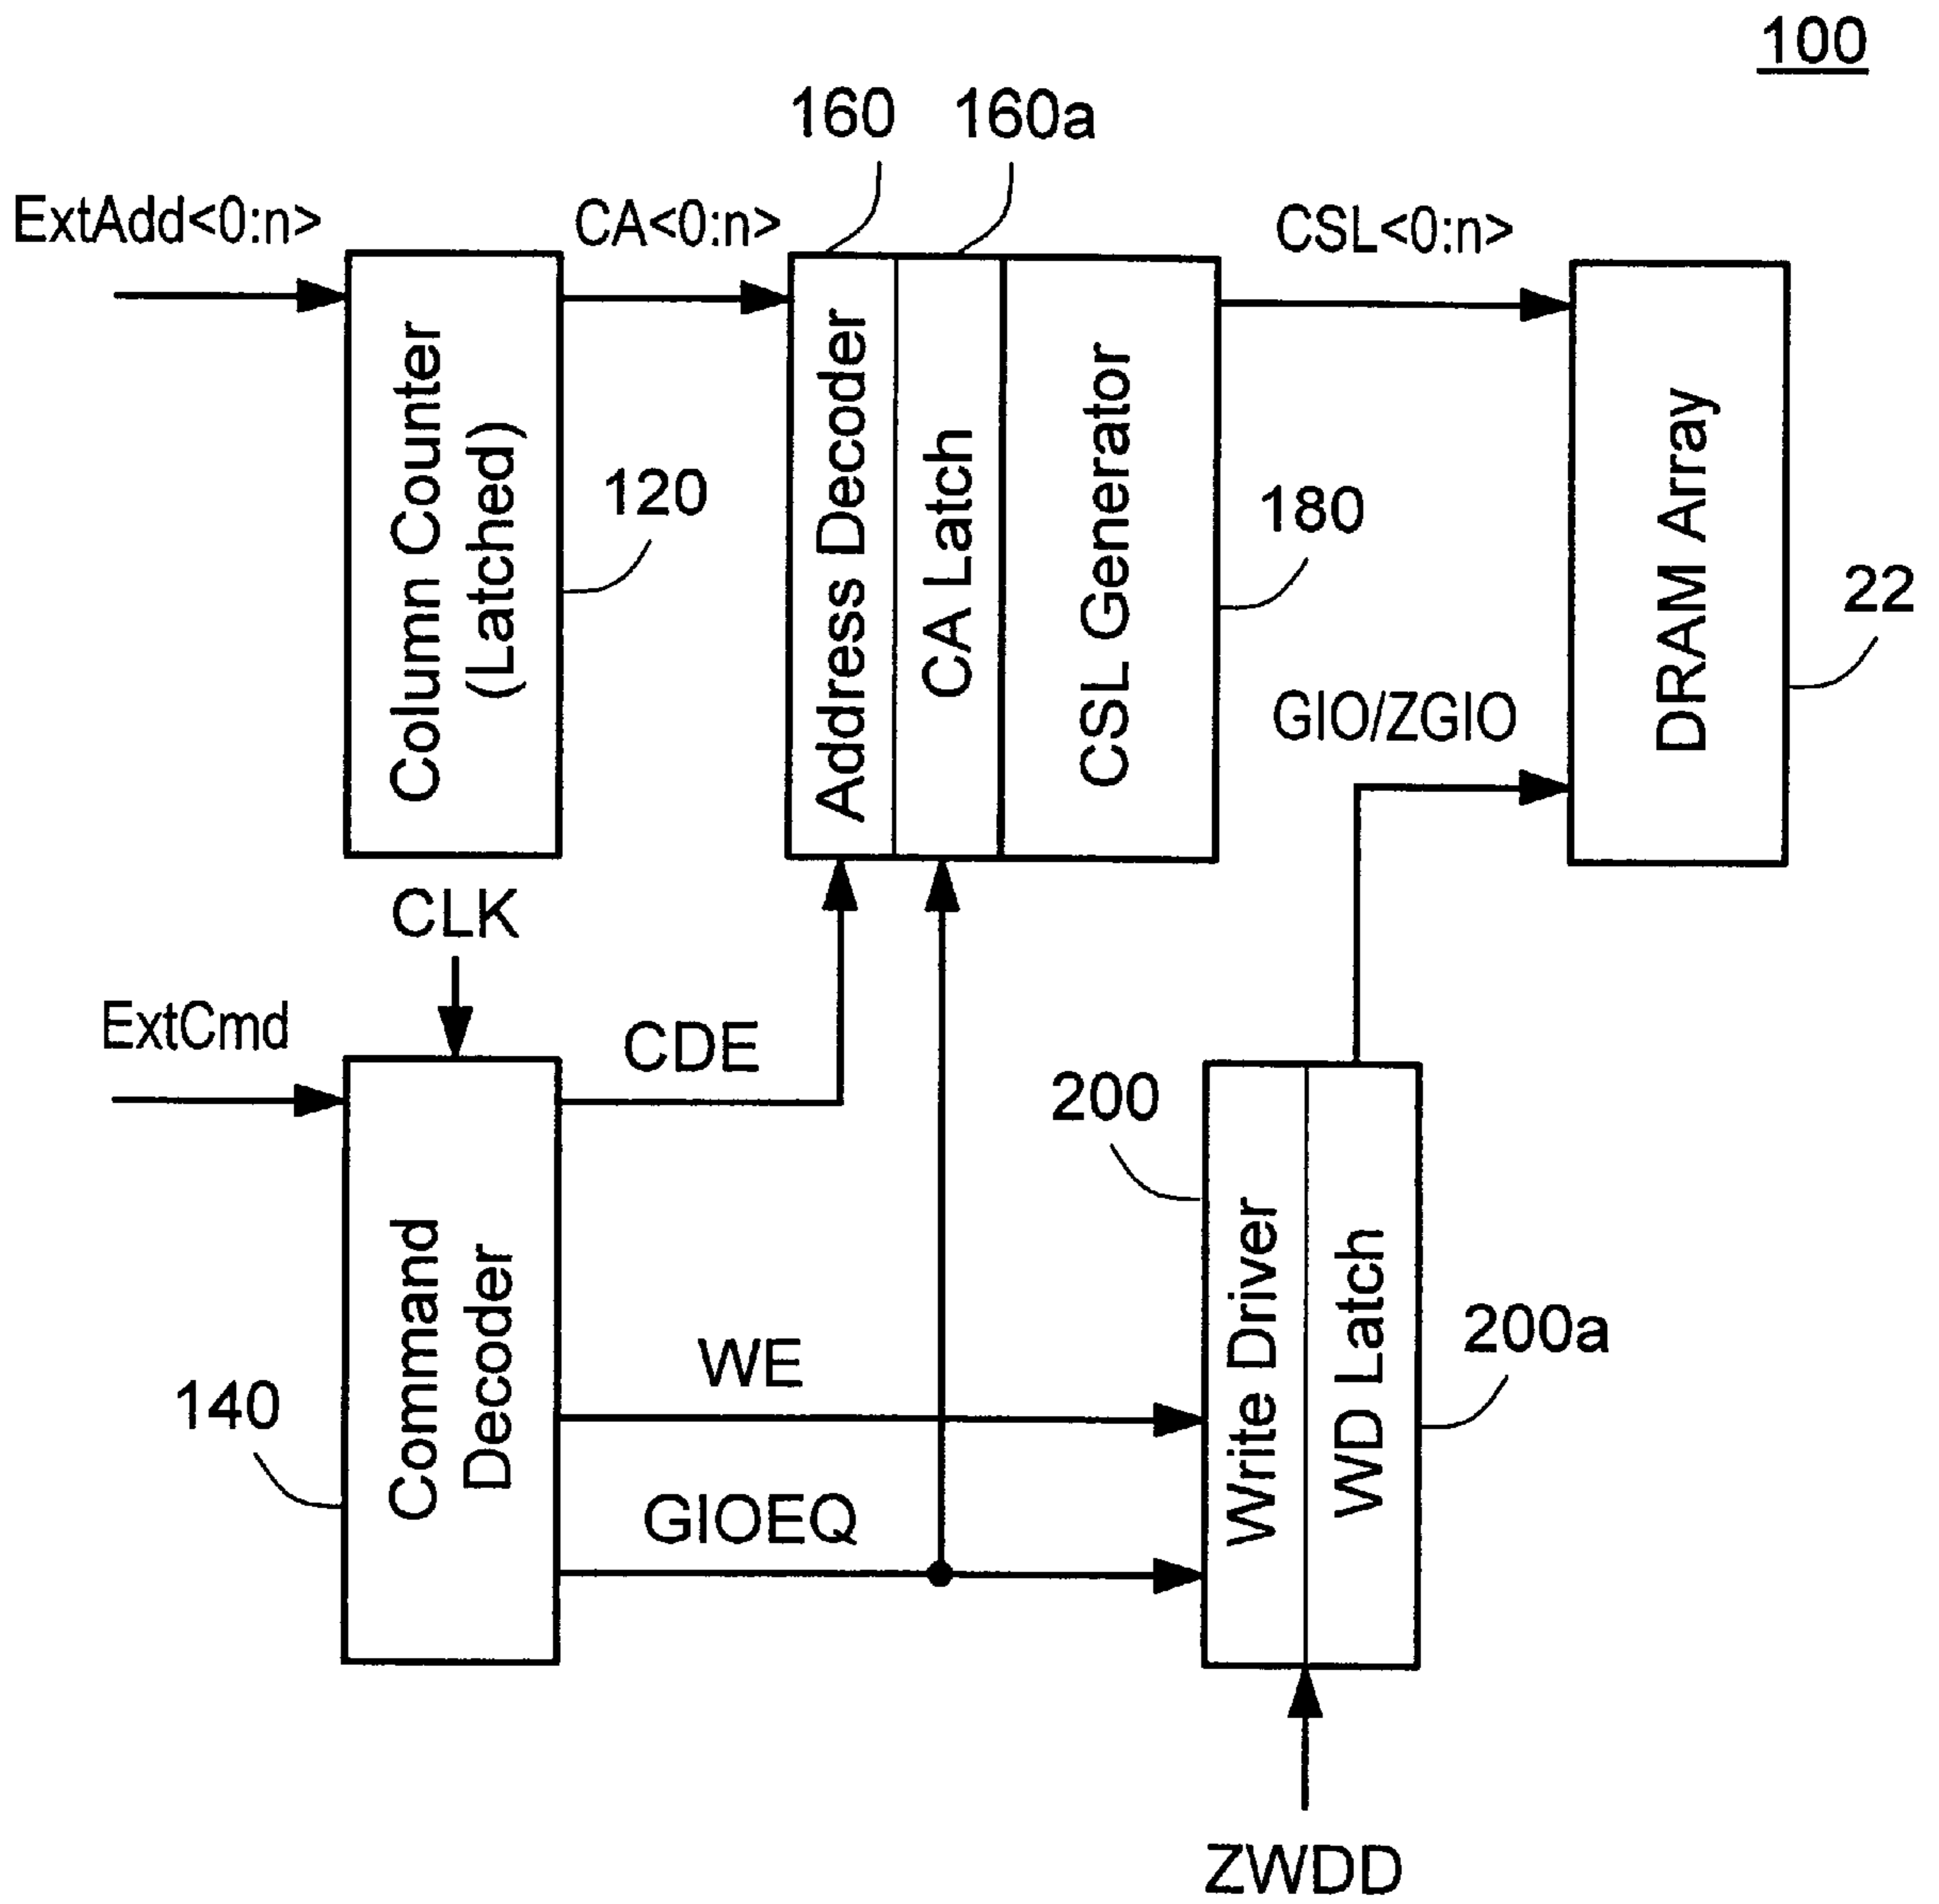 100
160 160a
ExtAdd<0:n> CA<0:n> CSL<0:n>
Column Counter
(Latched)
120
Address Decoder
CA Latch
CSL Generator
180
DRAM Array
22
GIO/ZGIO
CLK
ExtCmd
CDE
Command
Decoder
140
WE
GIOEQ
200
Write Driver
WD Latch
200a
ZWDD